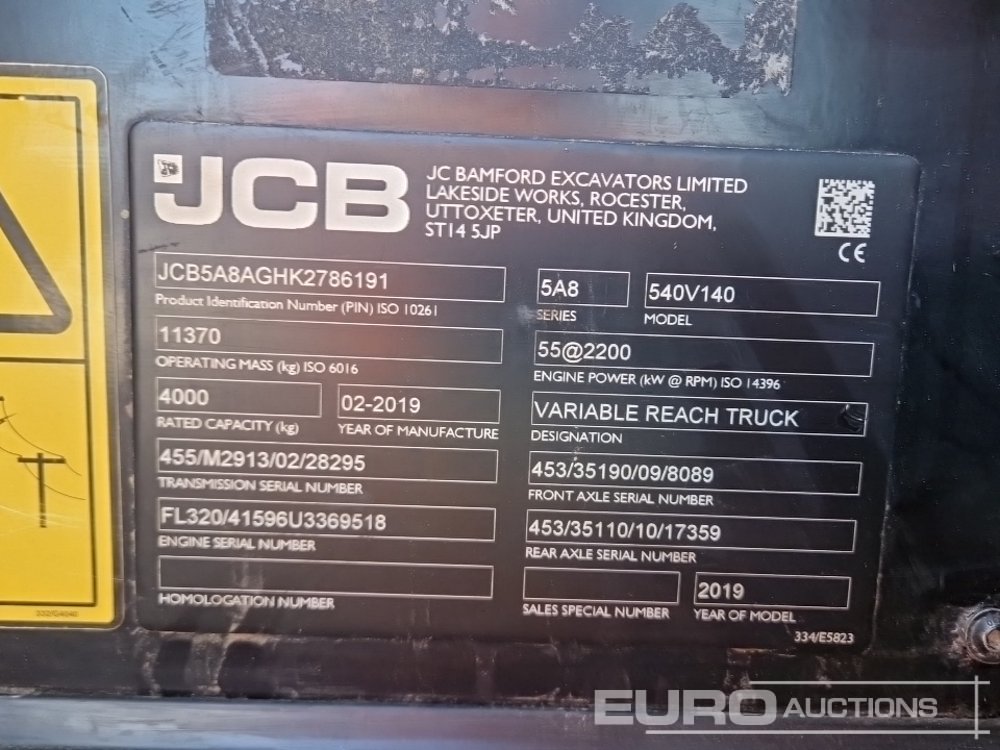 JCB
JC BAMFORD EXCAVATORS LIMITED
LAKESIDE WORKS, ROCESTER,
UTTOXETER, UNITED KINGDOM,
ST14 5JP
CE
JCB5A8AGHK2786191
Product Identification Number (PIN) ISO 10261
5A8
SERIES
540V140
MODEL
11370
OPERATING MASS (kg) ISO 6016
55@2200
ENGINE POWER (kW @ RPM) ISO 14396
4000
RATED CAPACITY (kg)
02-2019
YEAR OF MANUFACTURE
VARIABLE REACH TRUCK
DESIGNATION
455/M2913/02/28295
TRANSMISSION SERIAL NUMBER
453/35190/09/8089
FRONT AXLE SERIAL NUMBER
FL320/41596U3369518
ENGINE SERIAL NUMBER
453/35110/10/17359
REAR AXLE SERIAL NUMBER
HOMOLOGATION NUMBER
SALES SPECIAL NUMBER
2019
YEAR OF MODEL
334/E5823
332/G4040
EURO AUCTIONS